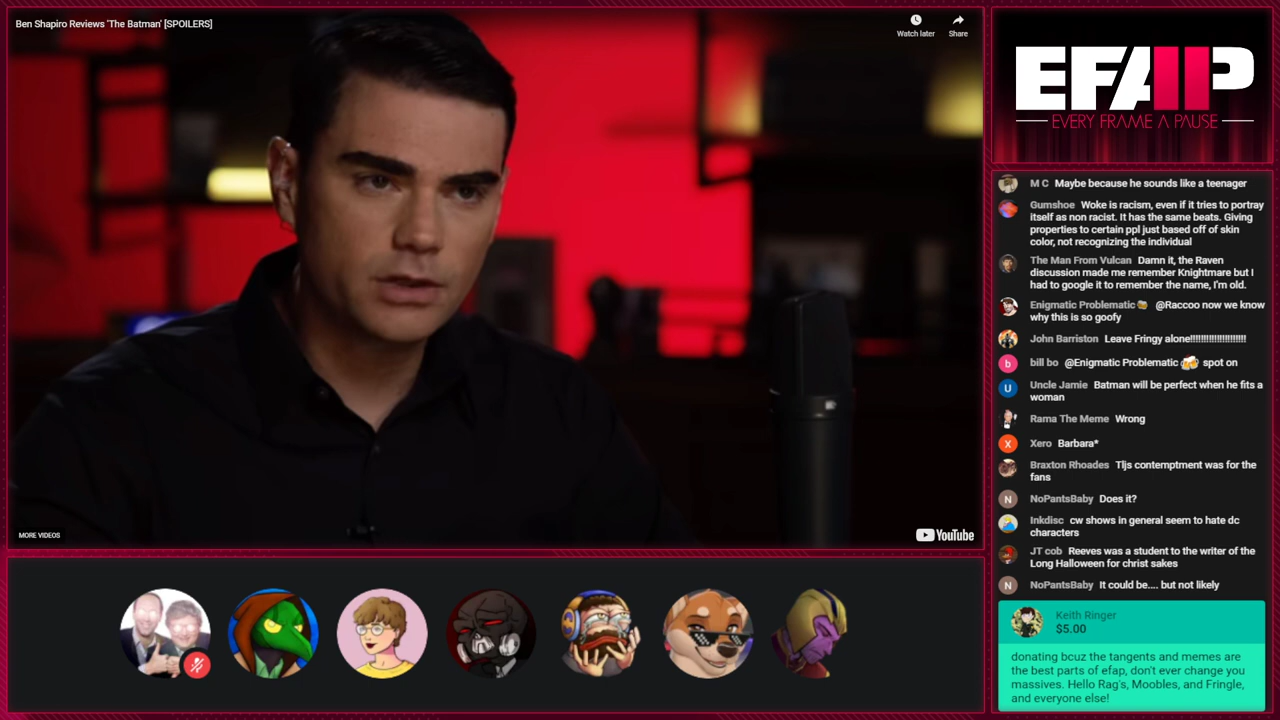 Ben Shapiro Reviews 'The Batman' [SPOILERS]
Watch later
Share
MORE VIDEOS
YouTube
EFAP
EVERY FRAME A PAUSE
M C Maybe because he sounds like a teenager
Gumshoe Woke is racism, even if it tries to portray
itself as non racist. It has the same beats. Giving
properties to certain ppl just based off of skin
color, not recognizing the individual
The Man From Vulcan Damn it, the Raven
discussion made me remember Knightmare but I
had to google it to remember the name, I'm old.
Enigmatic Problematic @Raccoo now we know
why this is so goofy
John Barriston Leave Fringy alone!!!!!!!!!!!!!!!!!!!!!
b
bill bo @Enigmatic Problematic 🍻 spot on
U
Uncle Jamie Batman will be perfect when he fits a
woman
Rama The Meme Wrong
X
Xero Barbara*
Braxton Rhoades Tljs contemptment was for the
fans
N
NoPantsBaby Does it?
Inkdisc cw shows in general seem to hate dc
characters
JT cob Reeves was a student to the writer of the
Long Halloween for christ sakes
N
NoPantsBaby It could be.... but not likely
Keith Ringer
$5.00
donating bcuz the tangents and memes are
the best parts of efap, don't ever change you
massives. Hello Rag's, Moobles, and Fringle,
and everyone else!